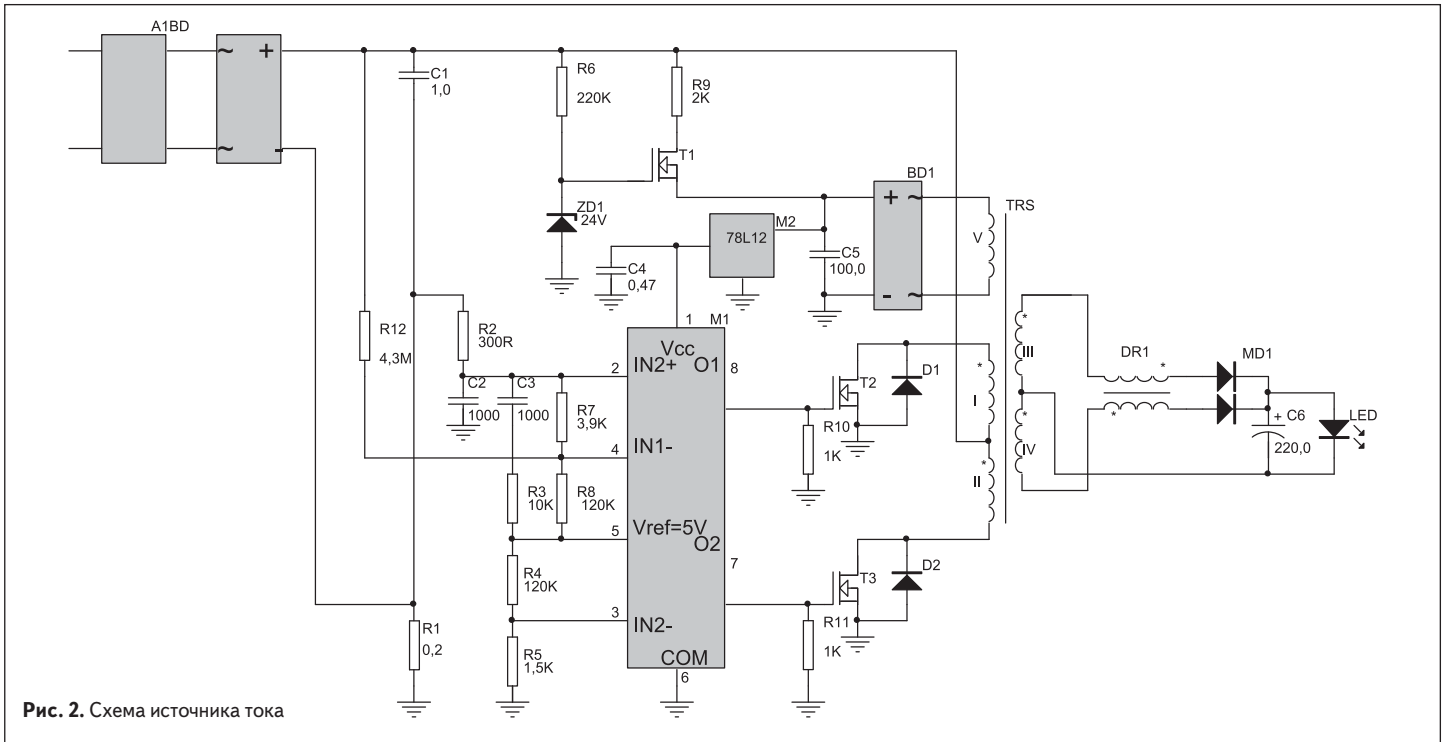 A1BD
~ +
~ -
C1
1,0
R6
220K
R9
2K
T1
ZD1
24V
BD1
+ ~
- ~
V
TRS
78L12
M2
C5
100,0
C4
0,47
R12
4,3M
R2
300R
C2
1000
C3
1000
R7
3,9K
R3
10K
R8
120K
R4
120K
R5
1,5K
R1
0,2
1
M1
Vcc
2
IN2+
O1
8
4
IN1-
5
Vref=5V
O2
7
3
IN2-
COM
6
T2
D1
R10
1K
T3
D2
R11
1K
*
I
*
II
*
III
*
IV
DR1
*
*
MD1
+ C6
220,0
LED
Рис. 2. Схема источника тока